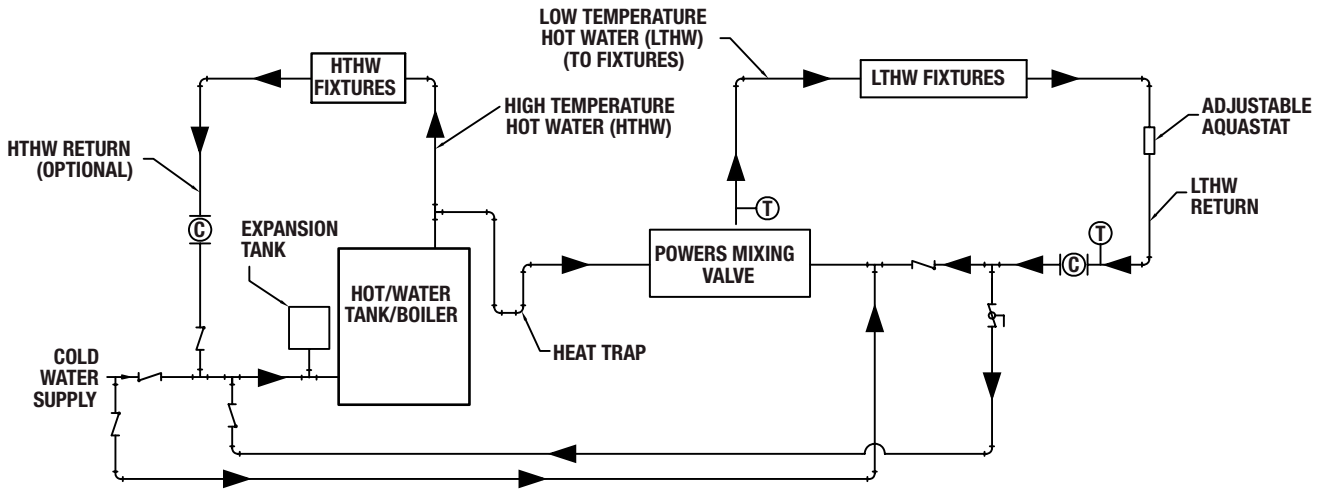 LOW TEMPERATURE
HOT WATER (LTHW)
(TO FIXTURES)
HTHW
FIXTURES
LTHW FIXTURES
HIGH TEMPERATURE
HOT WATER (HTHW)
ADJUSTABLE
AQUASTAT
HTHW RETURN
(OPTIONAL)
LTHW
RETURN
C
EXPANSION
TANK
T
T
POWERS MIXING
VALVE
C
HOT/WATER
TANK/BOILER
HEAT TRAP
COLD
WATER
SUPPLY